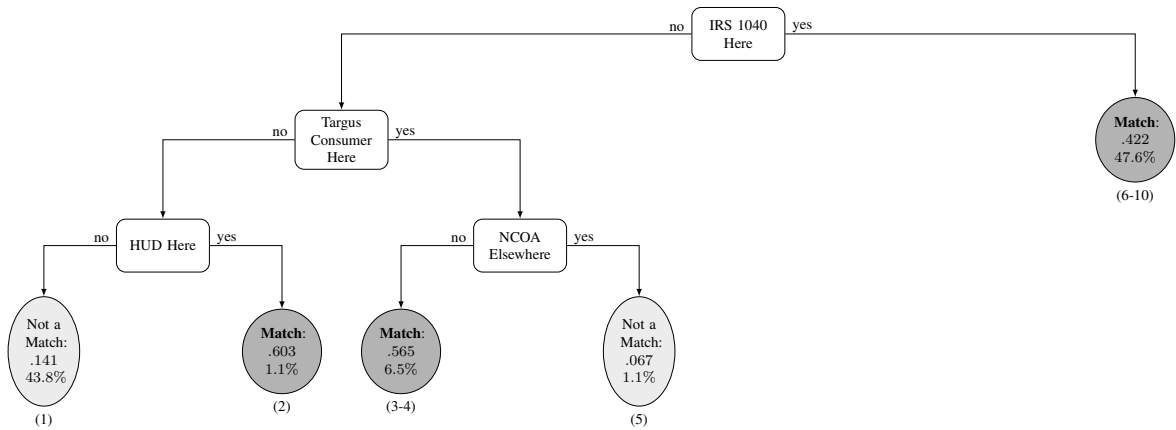 IRS 1040
Here
no
yes
Targus
Consumer
Here
no
yes
Match:
.422
47.6%
(6-10)
HUD Here
no
yes
NCOA
Elsewhere
no
yes
Not a
Match:
.141
43.8%
(1)
Match:
.603
1.1%
(2)
Match:
.565
6.5%
(3-4)
Not a
Match:
.067
1.1%
(5)